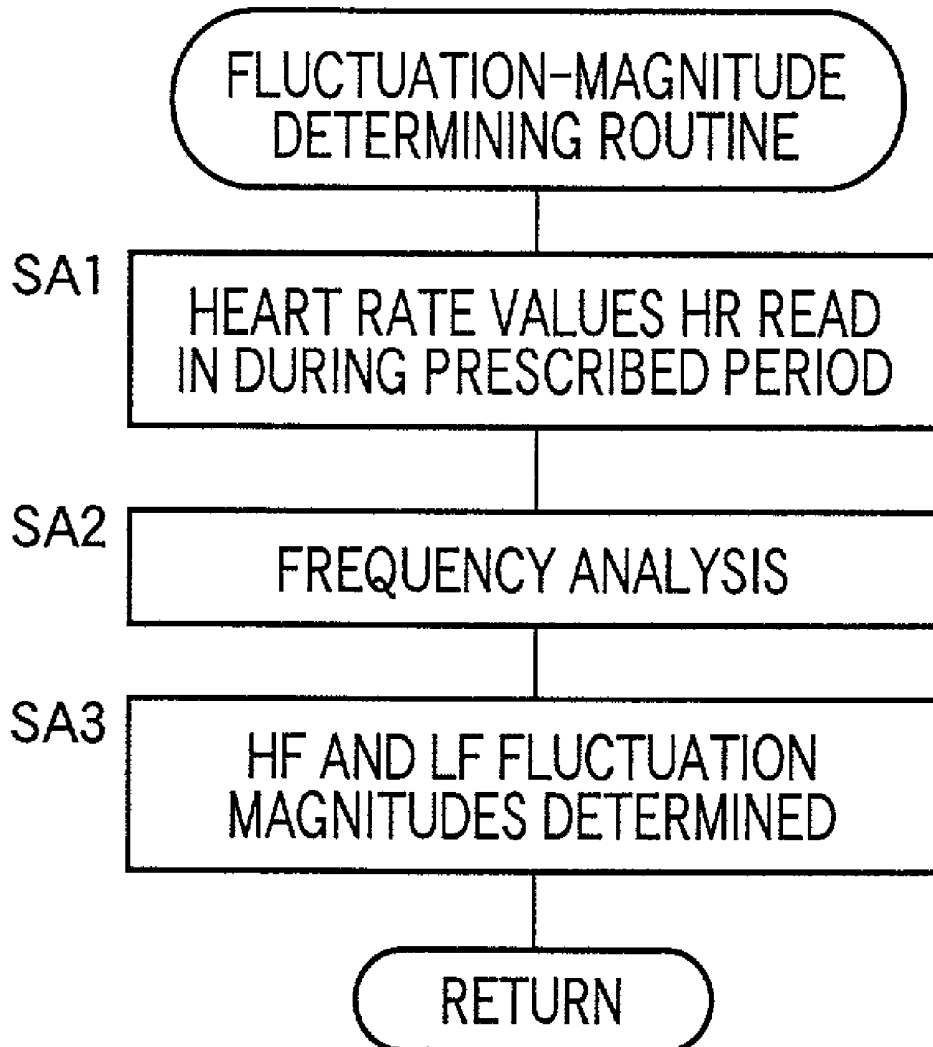 FLUCTUATION-MAGNITUDE
DETERMINING ROUTINE
SA1
HEART RATE VALUES HR READ
IN DURING PRESCRIBED PERIOD
SA2
FREQUENCY ANALYSIS
SA3
HF AND LF FLUCTUATION
MAGNITUDES DETERMINED
RETURN